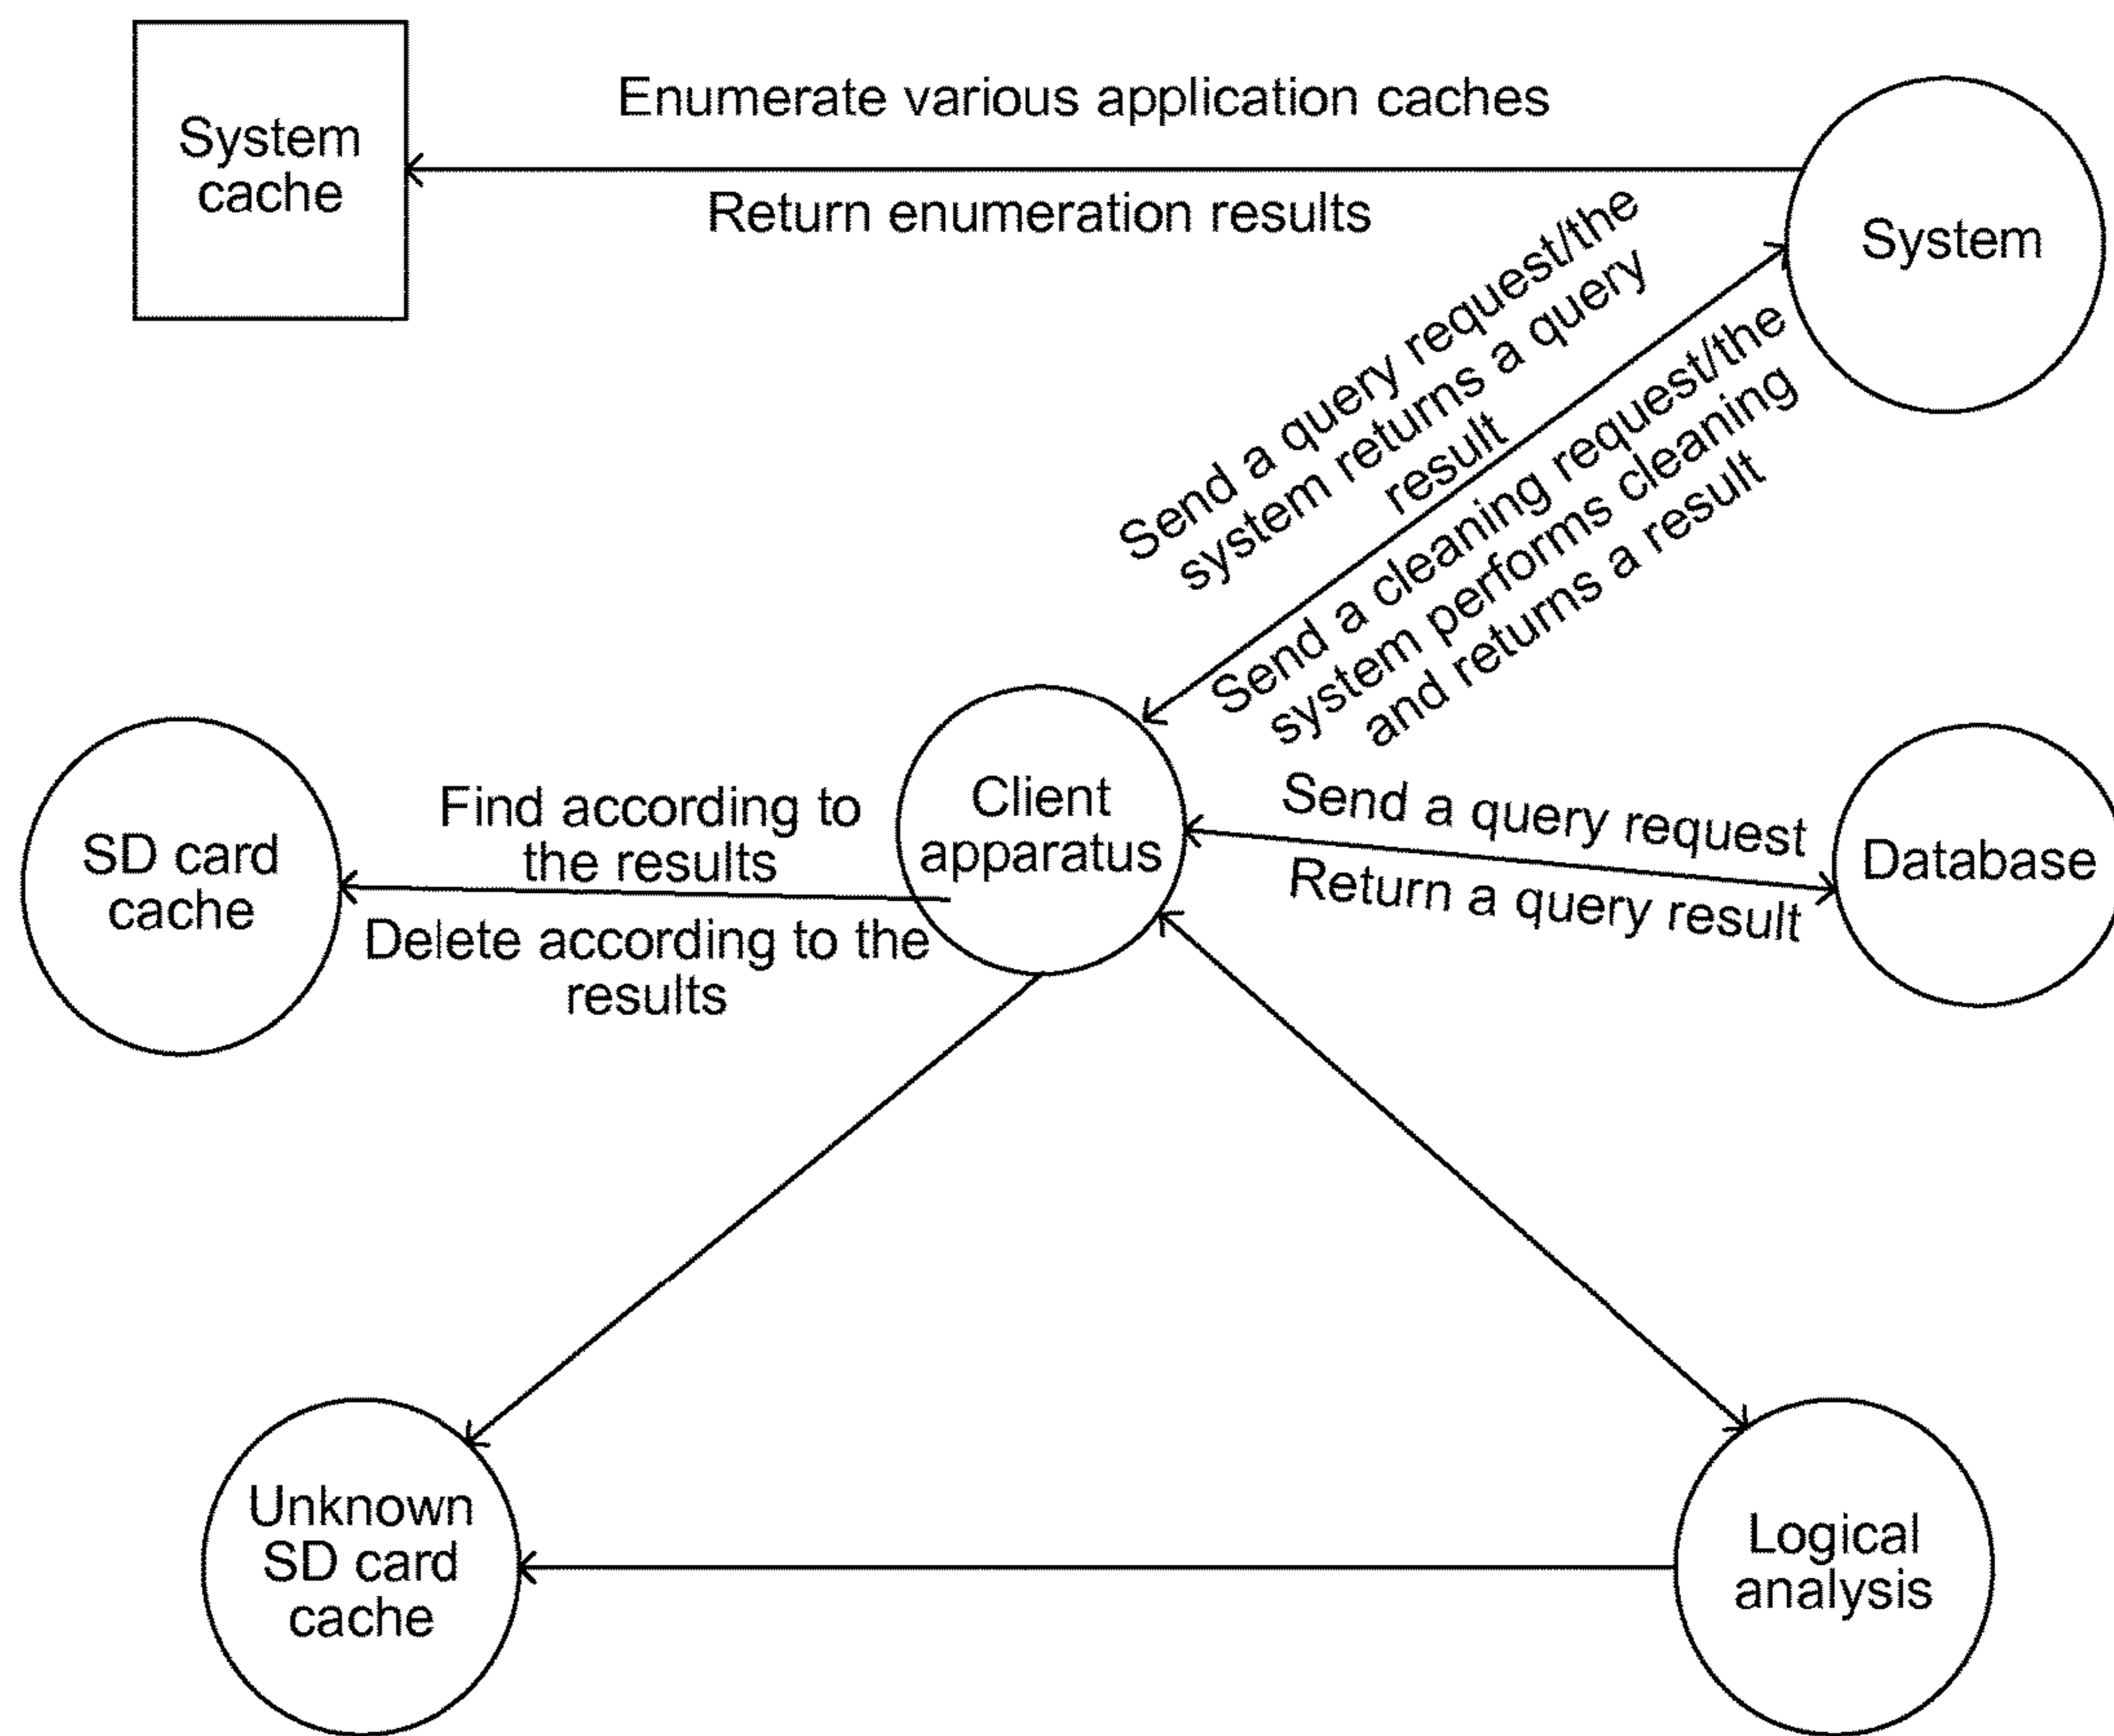 System
cache
Enumerate various application caches
Return enumeration results
System
Send a query request/the
system returns a query
result
Send a cleaning request/the
system performs cleaning
and returns a result
SD card
cache
Find according to
the results
Delete according to the
results
Client
apparatus
Send a query request
Return a query result
Database
Unknown
SD card
cache
Logical
analysis